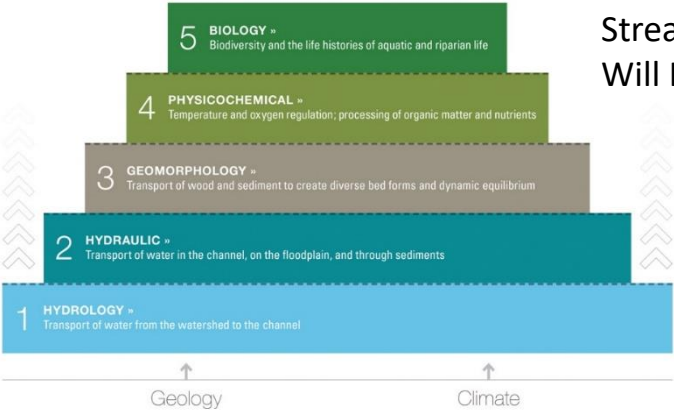 Strea
Will
5 BIOLOGY »
Biodiversity and the life histories of aquatic and riparian life
4 PHYSICOCHEMICAL »
Temperature and oxygen regulation; processing of organic matter and nutrients
3 GEOMORPHOLOGY »
Transport of wood and sediment to create diverse bed forms and dynamic equilibrium
2 HYDRAULIC »
Transport of water in the channel, on the floodplain, and through sediments
1 HYDROLOGY »
Transport of water from the watershed to the channel
Geology Climate